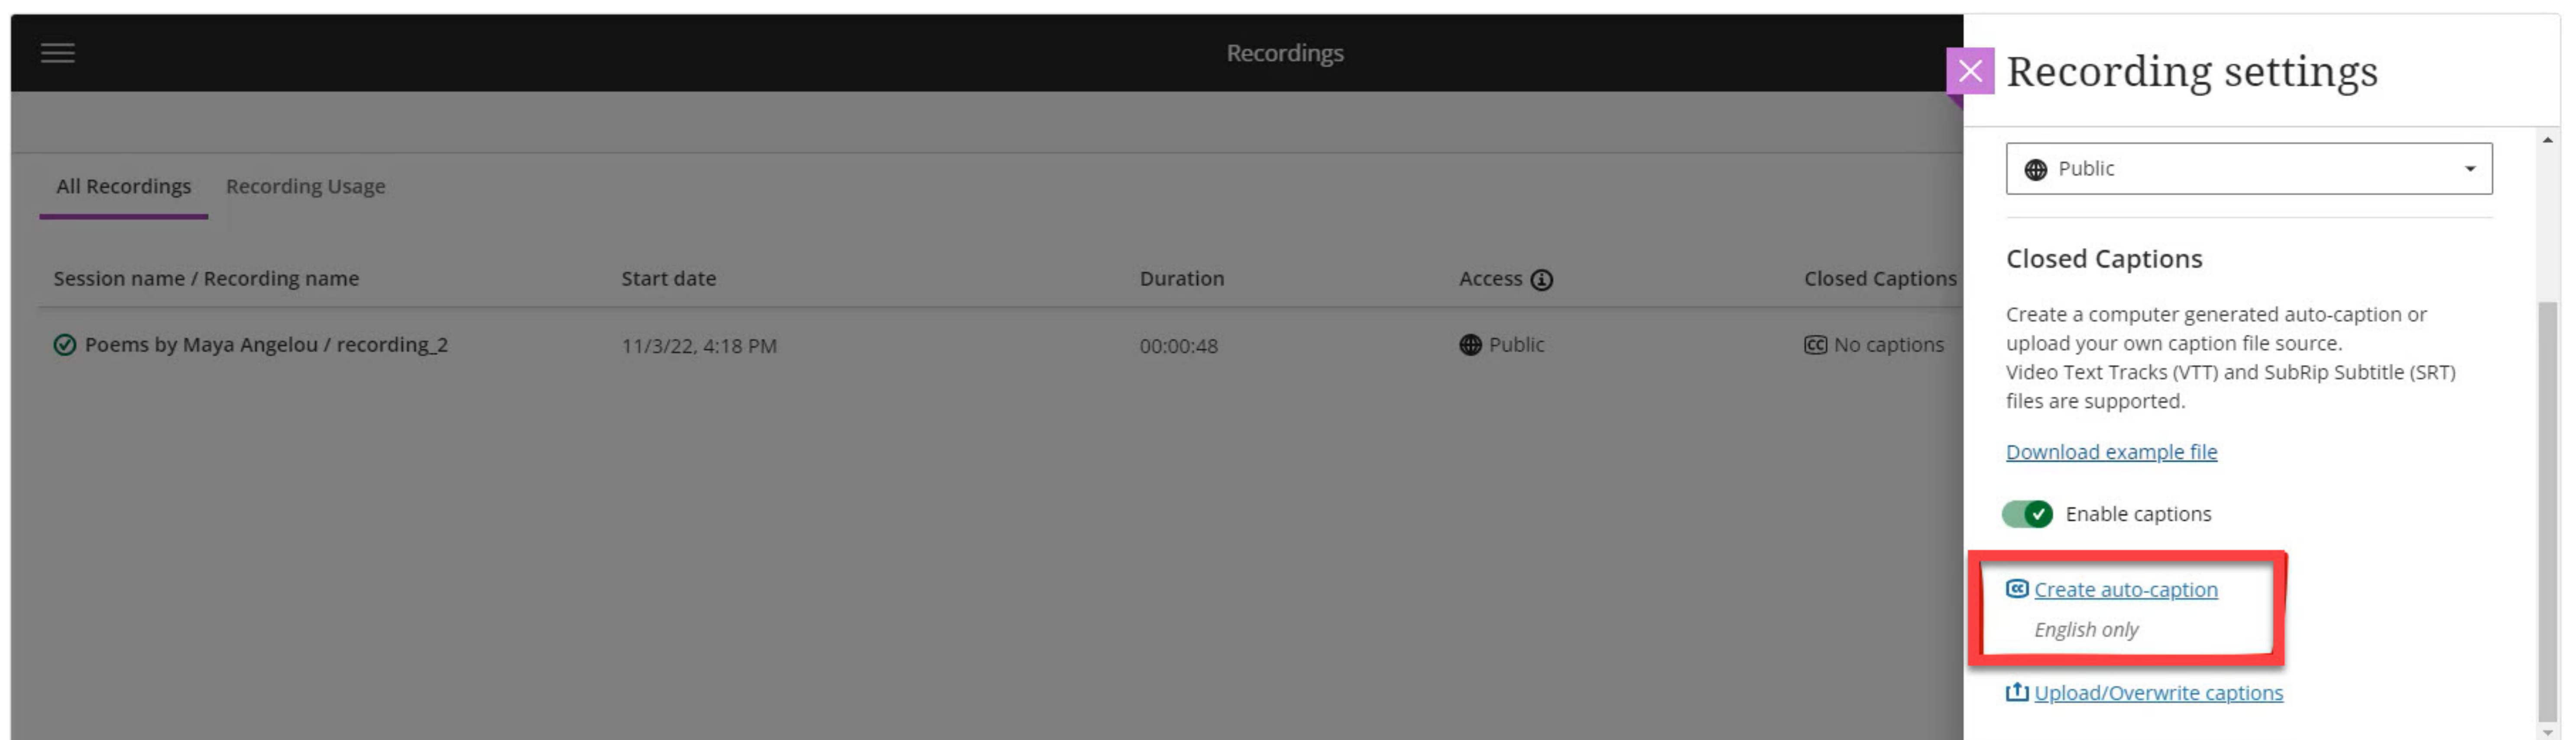 Recordings
All Recordings Recording Usage
Session name / Recording name Start date Duration Access Closed Captions
Poems by Maya Angelou / recording_2 11/3/22, 4:18 PM 00:00:48 Public CC No captions
Recording settings
Public
Closed Captions
Create a computer generated auto-caption or
upload your own caption file source.
Video Text Tracks (VTT) and SubRip Subtitle (SRT)
files are supported.
Download example file
Enable captions
CC Create auto-caption
English only
Upload/Overwrite captions